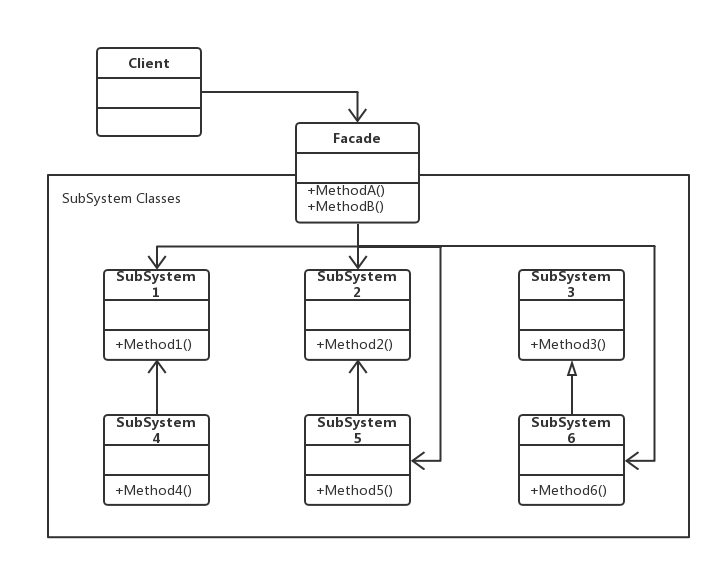 Client
Facade
+MethodA()
+MethodB()
SubSystem Classes
SubSystem
1
SubSystem
2
SubSystem
3
+Method1()
+Method2()
+Method3()
SubSystem
4
SubSystem
5
SubSystem
6
+Method4()
+Method5()
+Method6()